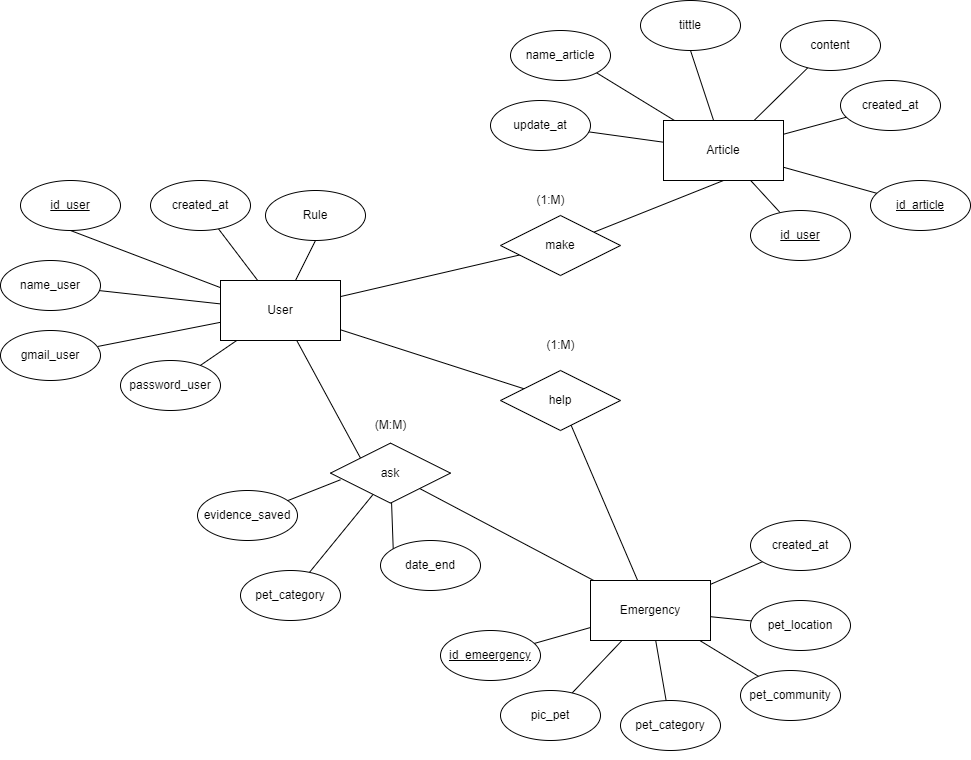 tittle
name_article
content
created_at
update_at
Article
id_article
id_user
(1:M)
make
id_user
created_at
Rule
name_user
User
gmail_user
password_user
(1:M)
help
(M:M)
ask
evidence_saved
date_end
pet_category
created_at
Emergency
pet_location
id_emeergency
pet_community
pic_pet
pet_category